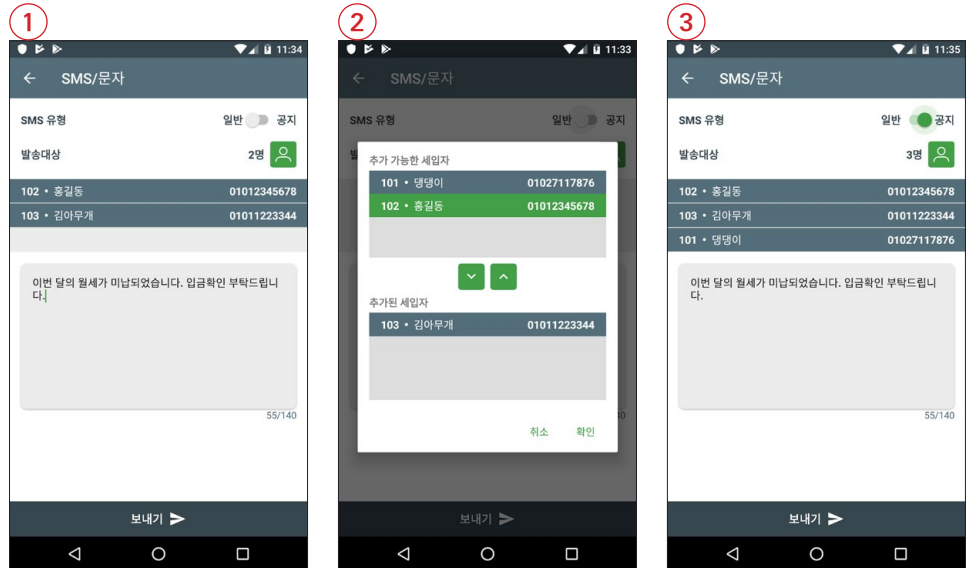 1
11:34
SMS/문자
SMS 유형
일반
공지
발송대상
2명
102 • 홍길동
01012345678
103 • 김아무개
01011223344
이번 달의 월세가 미납되었습니다. 입금확인 부탁드립니
다.
55/140
보내기
2
11:33
SMS/문자
SMS 유형
일반
공지
추가 가능한 세입자
101 • 댕댕이
01027117876
102 • 홍길동
01012345678
추가된 세입자
103 • 김아무개
01011223344
취소
확인
보내기
3
11:35
SMS/문자
SMS 유형
일반
공지
발송대상
3명
102 • 홍길동
01012345678
103 • 김아무개
01011223344
101 • 댕댕이
01027117876
이번 달의 월세가 미납되었습니다. 입금확인 부탁드립니
다.
55/140
보내기